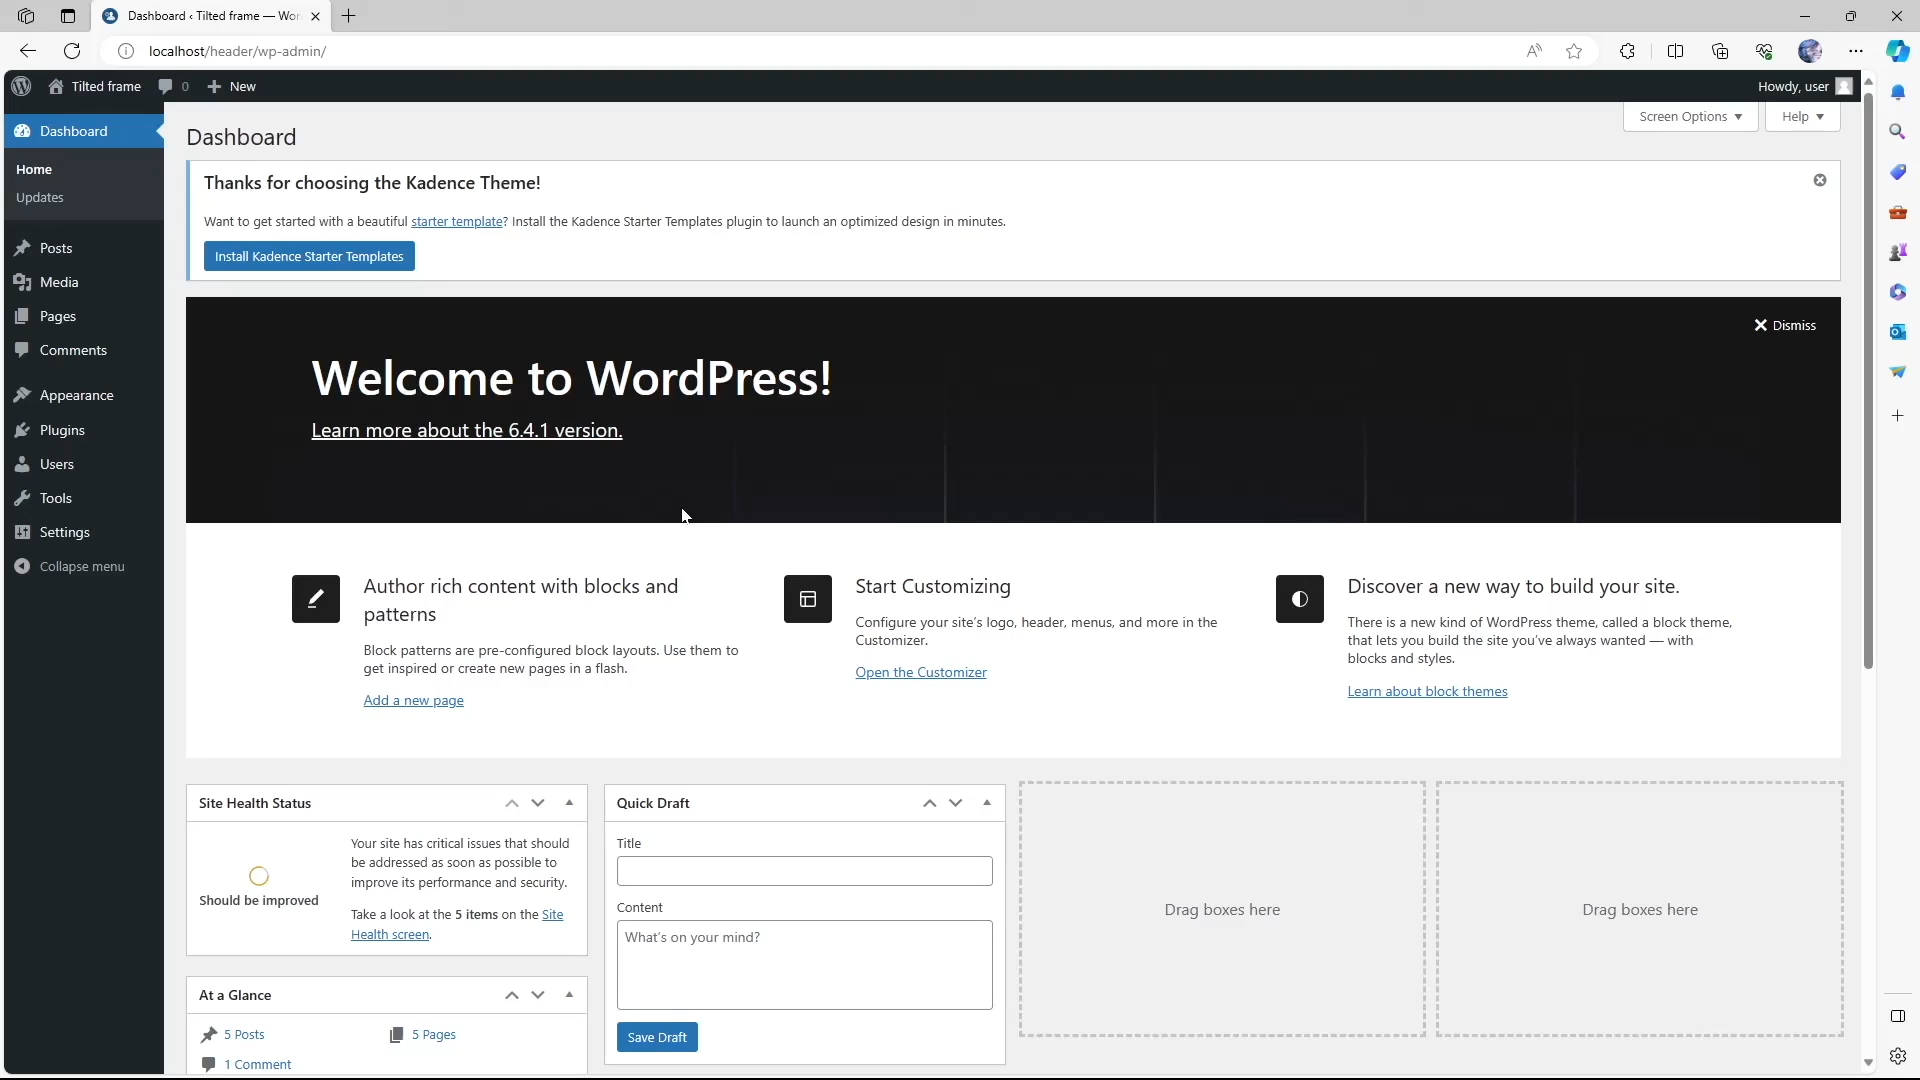 Dashboard ‹ Tilted frame — Wor
localhost/header/wp-admin/
Tilted frame
0
New
Howdy, user
Dashboard
Home
Updates
Posts
Media
Pages
Comments
Appearance
Plugins
Users
Tools
Settings
Collapse menu
Screen Options
Help
Dashboard
Thanks for choosing the Kadence Theme!
Want to get started with a beautiful starter template? Install the Kadence Starter Templates plugin to launch an optimized design in minutes.
Install Kadence Starter Templates
Dismiss
Welcome to WordPress!
Learn more about the 6.4.1 version.
Author rich content with blocks and
patterns
Block patterns are pre-configured block layouts. Use them to
get inspired or create new pages in a flash.
Add a new page
Start Customizing
Configure your site's logo, header, menus, and more in the
Customizer.
Open the Customizer
Discover a new way to build your site.
There is a new kind of WordPress theme, called a block theme,
that lets you build the site you've always wanted — with
blocks and styles.
Learn about block themes
Site Health Status
Should be improved
Your site has critical issues that should
be addressed as soon as possible to
improve its performance and security.
Take a look at the 5 items on the Site
Health screen.
At a Glance
5 Posts
5 Pages
1 Comment
Quick Draft
Title
Content
What's on your mind?
Save Draft
Drag boxes here
Drag boxes here